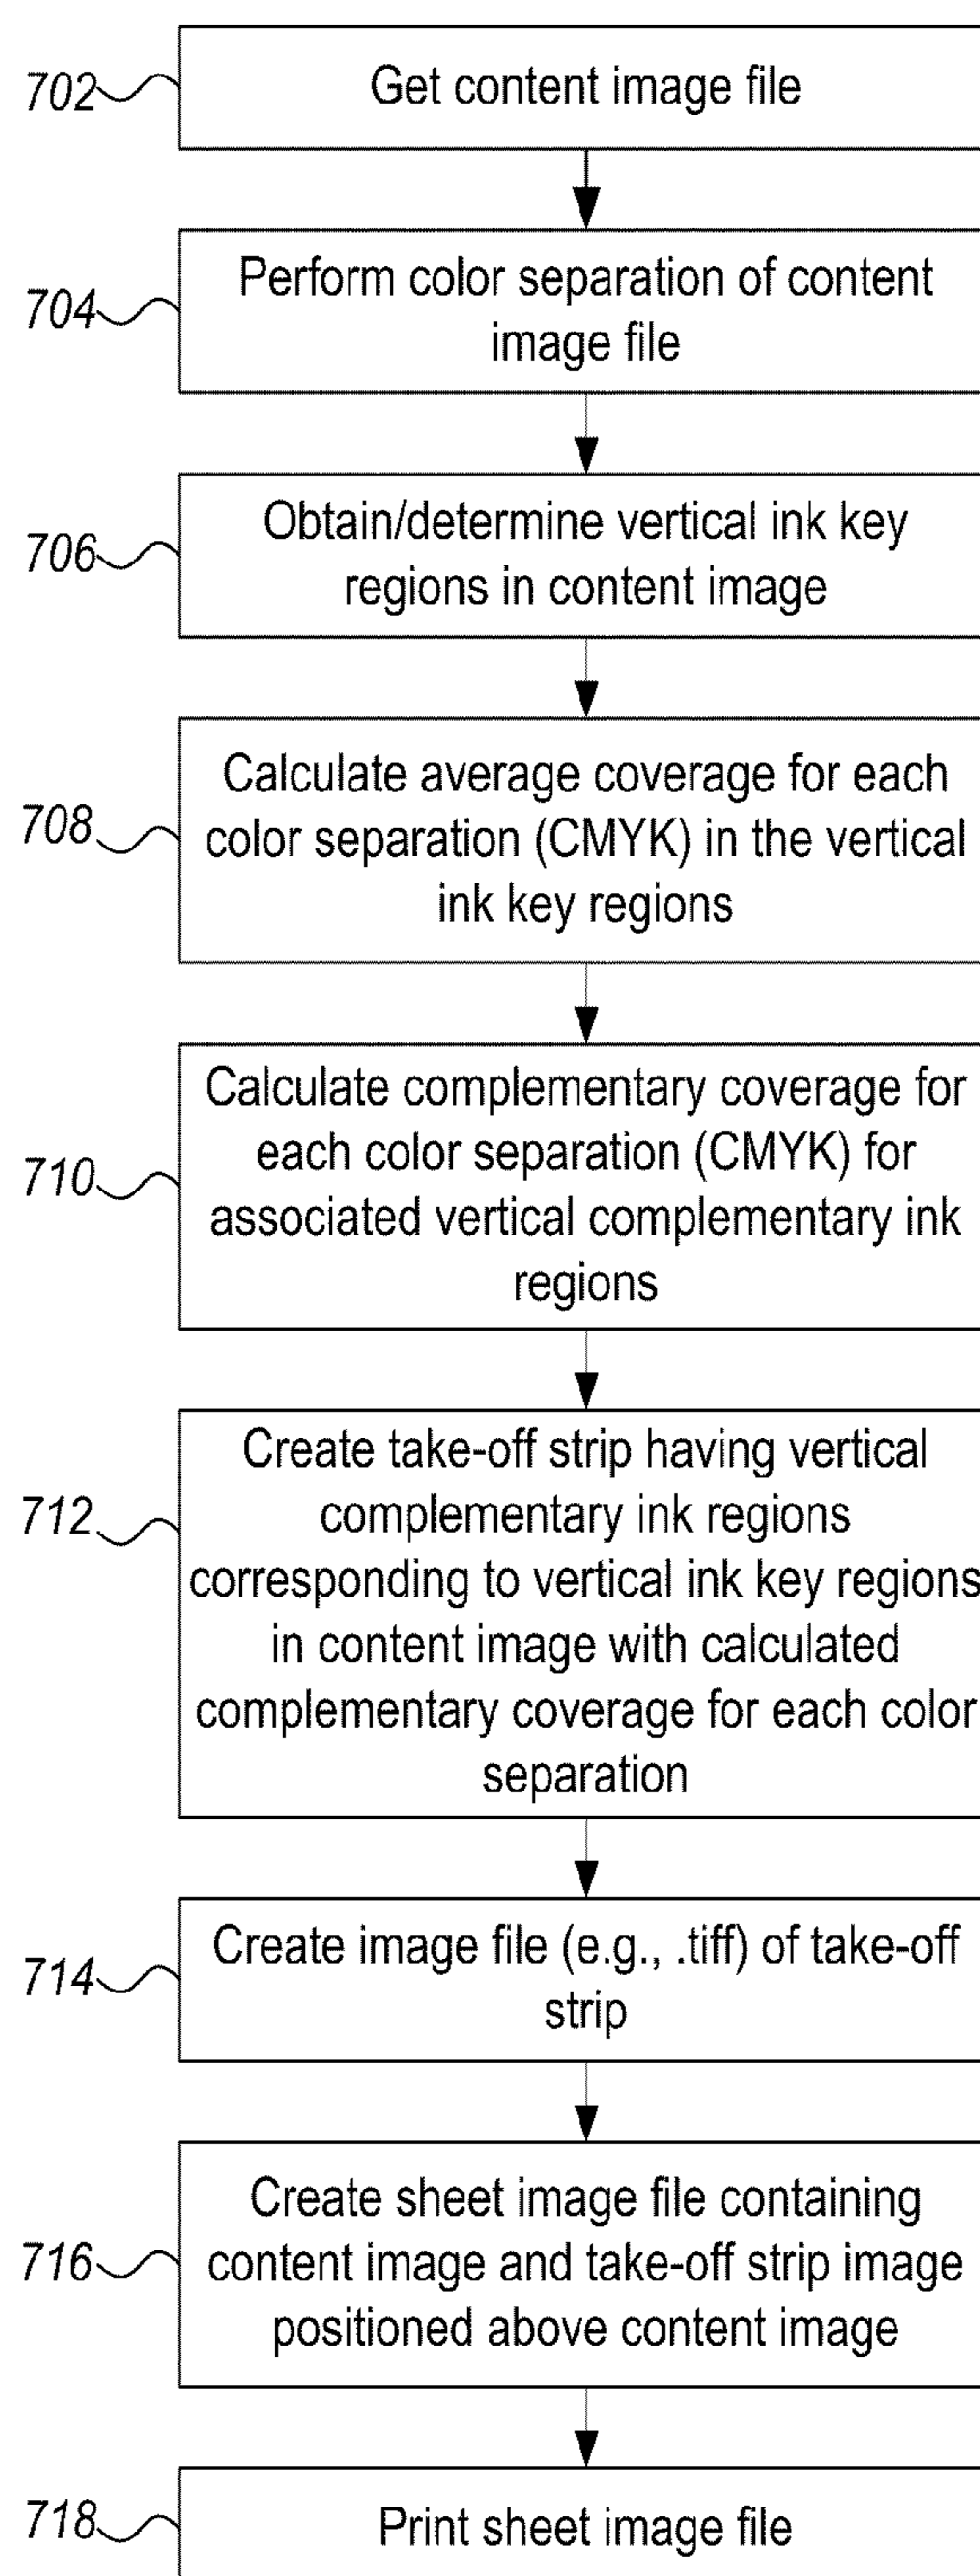 702
Get content image file
704
Perform color separation of content
image file
706
Obtain/determine vertical ink key
regions in content image
708
Calculate average coverage for each
color separation (CMYK) in the vertical
ink key regions
710
Calculate complementary coverage for
each color separation (CMYK) for
associated vertical complementary ink
regions
712
Create take-off strip having vertical
complementary ink regions
corresponding to vertical ink key regions
in content image with calculated
complementary coverage for each color
separation
714
Create image file (e.g., .tiff) of take-off
strip
716
Create sheet image file containing
content image and take-off strip image
positioned above content image
718
Print sheet image file